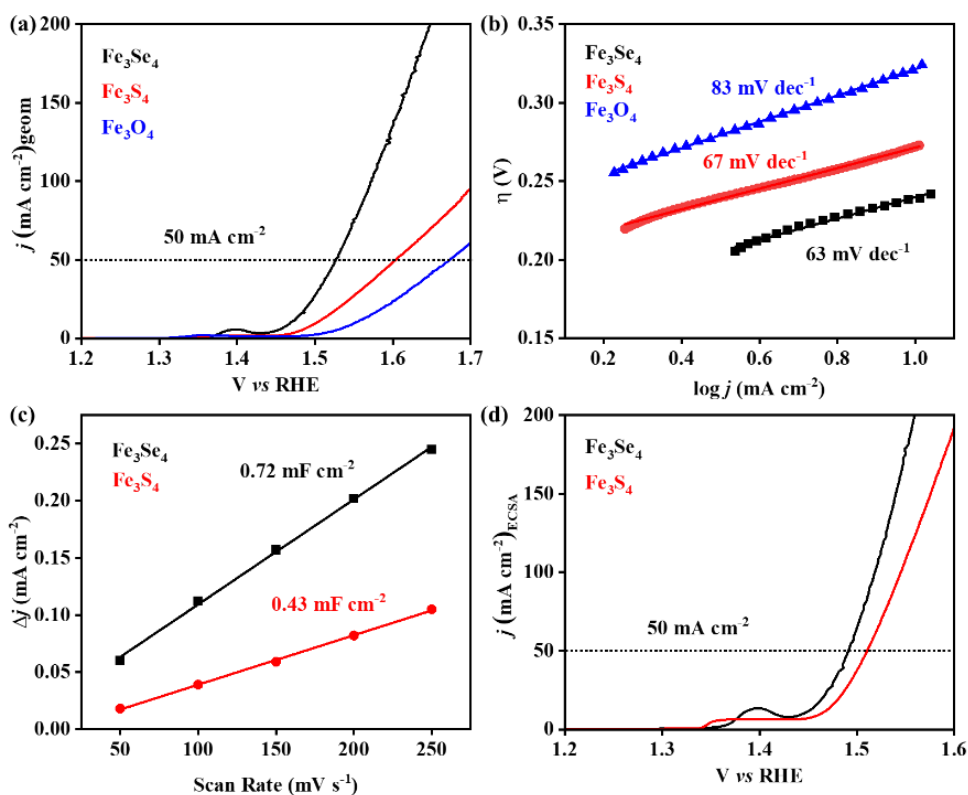 (a)
200
150
100
50
0
j (mA cm⁻²)geom
Fe₃Se₄
Fe₃S₄
Fe₃O₄
50 mA cm⁻²
1.2 1.3 1.4 1.5 1.6 1.7
V vs RHE
(b)
0.35
0.30
0.25
0.20
0.15
η (V)
Fe₃Se₄
Fe₃S₄
Fe₃O₄
83 mV dec⁻¹
67 mV dec⁻¹
63 mV dec⁻¹
0.2 0.4 0.6 0.8 1.0
log j (mA cm⁻²)
(c)
0.25
0.20
0.15
0.10
0.05
0.00
Δj (mA cm⁻²)
Fe₃Se₄
Fe₃S₄
0.72 mF cm⁻²
0.43 mF cm⁻²
50 100 150 200 250
Scan Rate (mV s⁻¹)
(d)
200
150
100
50
0
j (mA cm⁻²)ECSA
Fe₃Se₄
Fe₃S₄
50 mA cm⁻²
1.2 1.3 1.4 1.5 1.6
V vs RHE